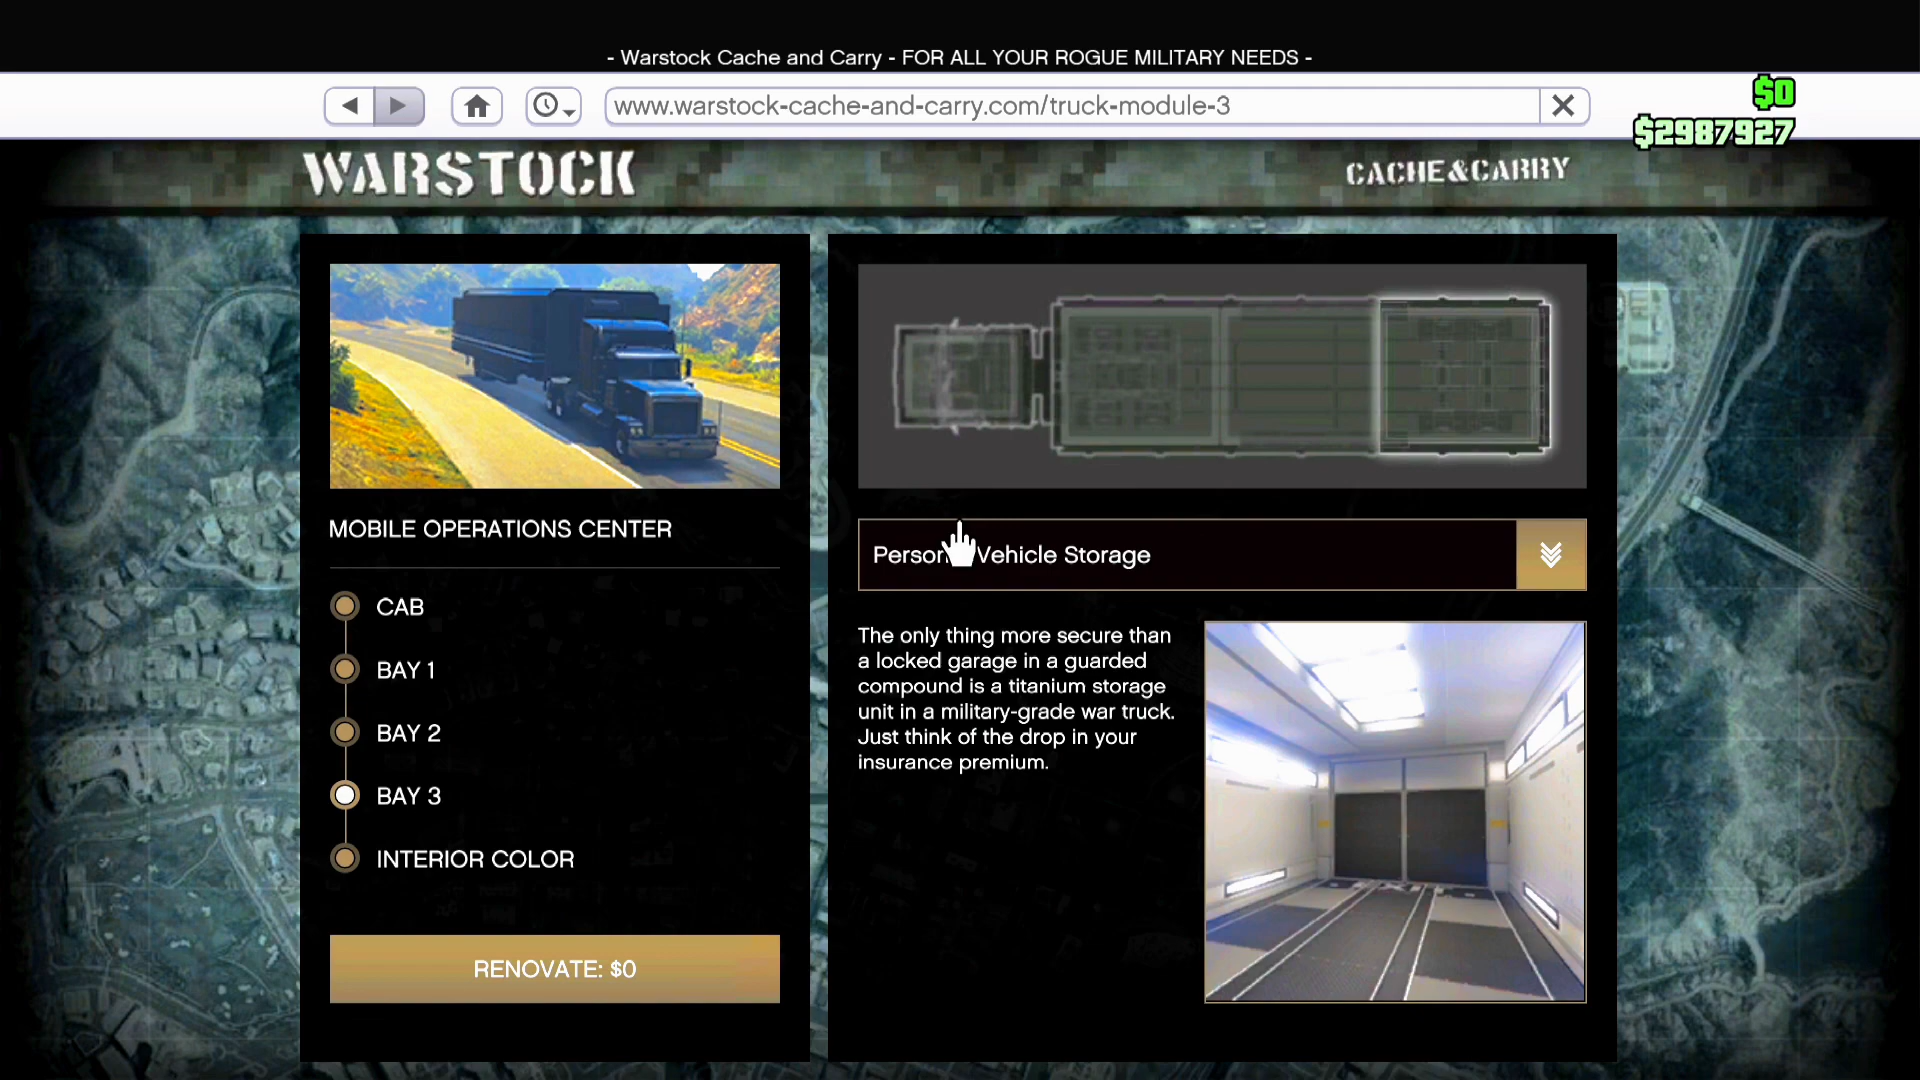 - Warstock Cache and Carry - FOR ALL YOUR ROGUE MILITARY NEEDS -
www.warstock-cache-and-carry.com/truck-module-3
$0
$2987927
WARSTOCK
CACHE&CARRY
MOBILE OPERATIONS CENTER
CAB
BAY 1
BAY 2
BAY 3
INTERIOR COLOR
RENOVATE: $0
Vehicle Storage
The only thing more secure than
a locked garage in a guarded
compound is a titanium storage
unit in a military-grade war truck.
Just think of the drop in your
insurance premium.